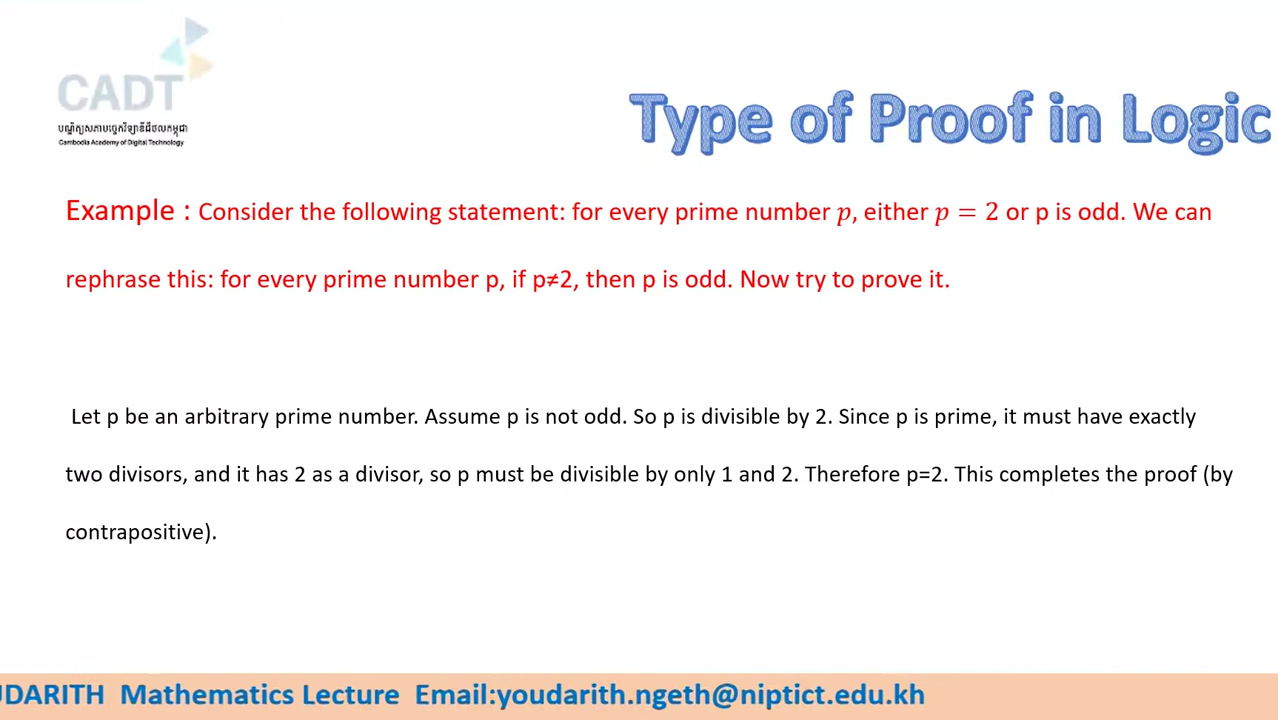 CADT
បណ្ឌិត្យសភាបច្ចេកវិទ្យាឌីជីថលកម្ពុជា
Cambodia Academy of Digital Technology
Type of Proof in Logic
Example : Consider the following statement: for every prime number p, either p = 2 or p is odd. We can
rephrase this: for every prime number p, if p≠2, then p is odd. Now try to prove it.
Let p be an arbitrary prime number. Assume p is not odd. So p is divisible by 2. Since p is prime, it must have exactly
two divisors, and it has 2 as a divisor, so p must be divisible by only 1 and 2. Therefore p=2. This completes the proof (by
contrapositive).
UDARITH Mathematics Lecture Email:youdarith.ngeth@niptict.edu.kh